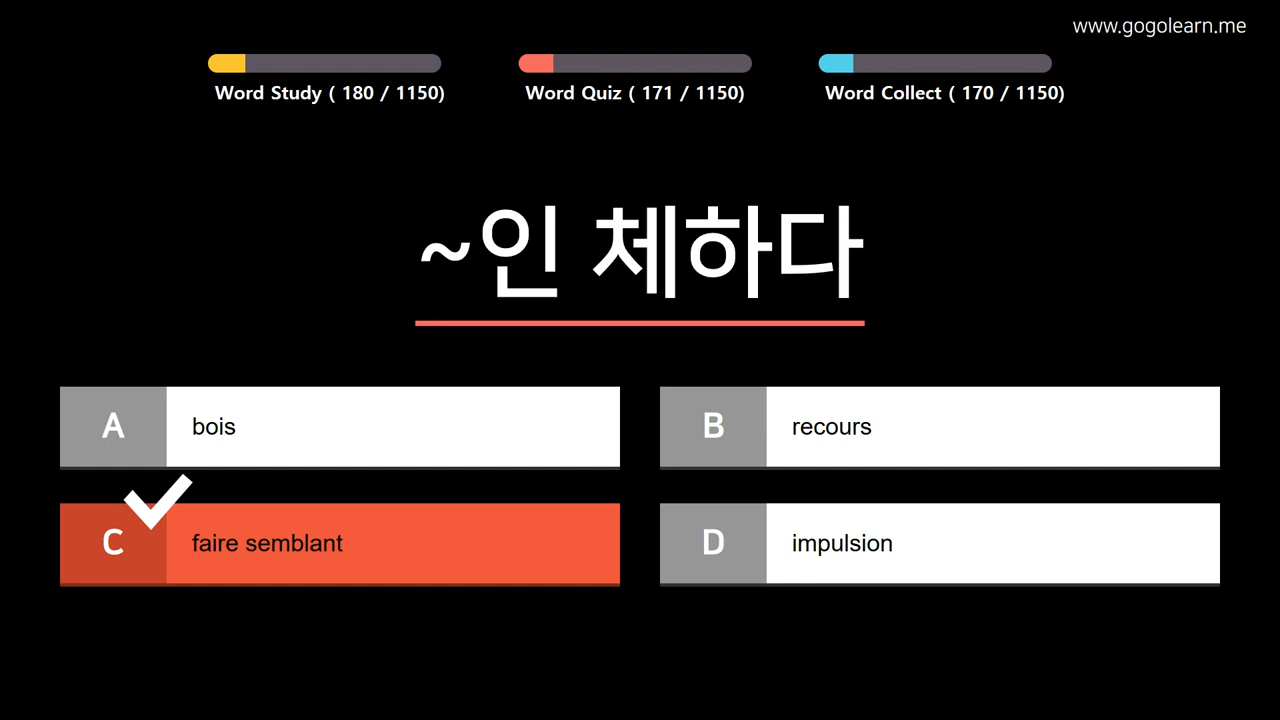 www.gogolearn.me
Word Study ( 180 / 1150)
Word Quiz ( 171 / 1150)
Word Collect ( 170 / 1150)
~인 체하다
A bois
B recours
C faire semblant
D impulsion